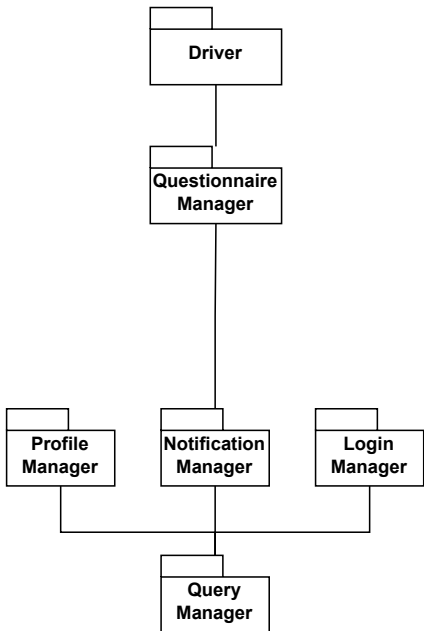 Driver
Questionnaire
Manager
Profile
Manager
Notification
Manager
Login
Manager
Query
Manager